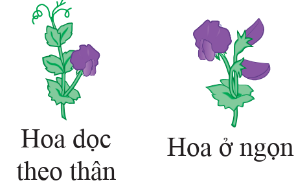 Hoa dọc
theo thân
Hoa ở ngọn